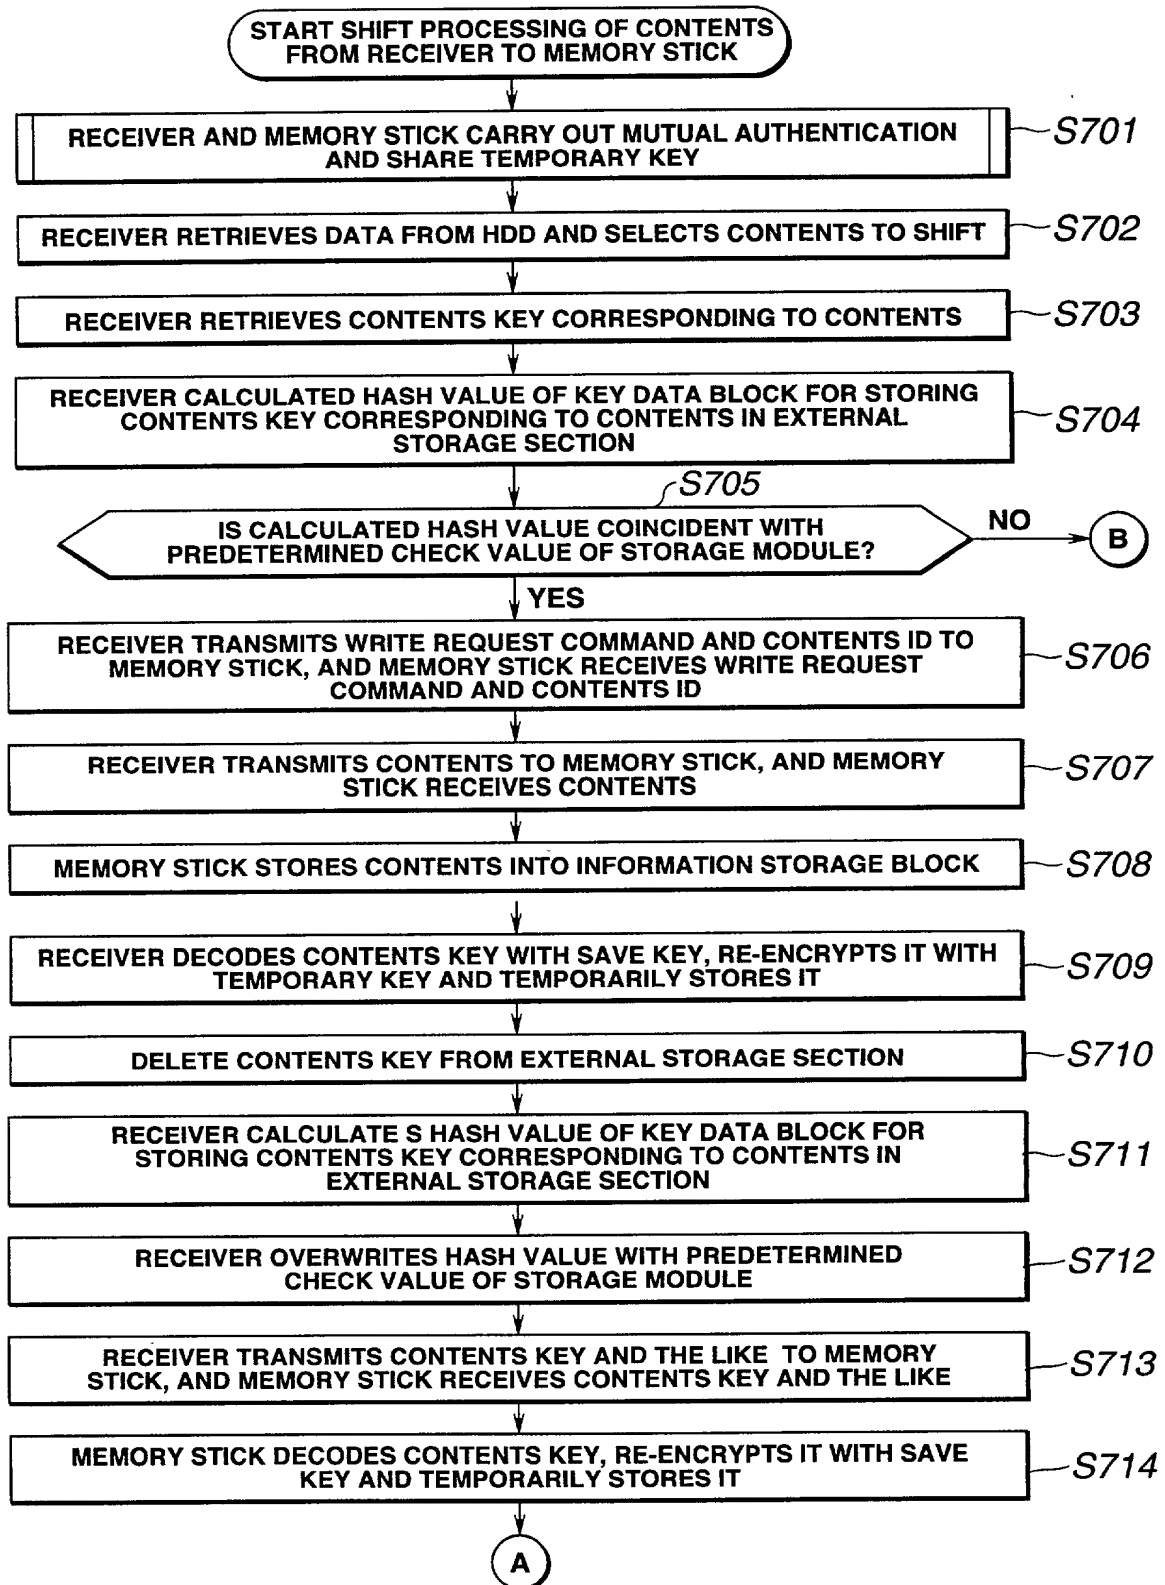 START SHIFT PROCESSING OF CONTENTS
FROM RECEIVER TO MEMORY STICK
RECEIVER AND MEMORY STICK CARRY OUT MUTUAL AUTHENTICATION
AND SHARE TEMPORARY KEY
S701
RECEIVER RETRIEVES DATA FROM HDD AND SELECTS CONTENTS TO SHIFT
S702
RECEIVER RETRIEVES CONTENTS KEY CORRESPONDING TO CONTENTS
S703
RECEIVER CALCULATED HASH VALUE OF KEY DATA BLOCK FOR STORING
CONTENTS KEY CORRESPONDING TO CONTENTS IN EXTERNAL
STORAGE SECTION
S704
S705
IS CALCULATED HASH VALUE COINCIDENT WITH
PREDETERMINED CHECK VALUE OF STORAGE MODULE?
NO
B
YES
RECEIVER TRANSMITS WRITE REQUEST COMMAND AND CONTENTS ID TO
MEMORY STICK, AND MEMORY STICK RECEIVES WRITE REQUEST
COMMAND AND CONTENTS ID
S706
RECEIVER TRANSMITS CONTENTS TO MEMORY STICK, AND MEMORY
STICK RECEIVES CONTENTS
S707
MEMORY STICK STORES CONTENTS INTO INFORMATION STORAGE BLOCK
S708
RECEIVER DECODES CONTENTS KEY WITH SAVE KEY, RE-ENCRYPTS IT WITH
TEMPORARY KEY AND TEMPORARILY STORES IT
S709
DELETE CONTENTS KEY FROM EXTERNAL STORAGE SECTION
S710
RECEIVER CALCULATE S HASH VALUE OF KEY DATA BLOCK FOR
STORING CONTENTS KEY CORRESPONDING TO CONTENTS IN
EXTERNAL STORAGE SECTION
S711
RECEIVER OVERWRITES HASH VALUE WITH PREDETERMINED
CHECK VALUE OF STORAGE MODULE
S712
RECEIVER TRANSMITS CONTENTS KEY AND THE LIKE TO MEMORY
STICK, AND MEMORY STICK RECEIVES CONTENTS KEY AND THE LIKE
S713
MEMORY STICK DECODES CONTENTS KEY, RE-ENCRYPTS IT WITH SAVE
KEY AND TEMPORARILY STORES IT
S714
A